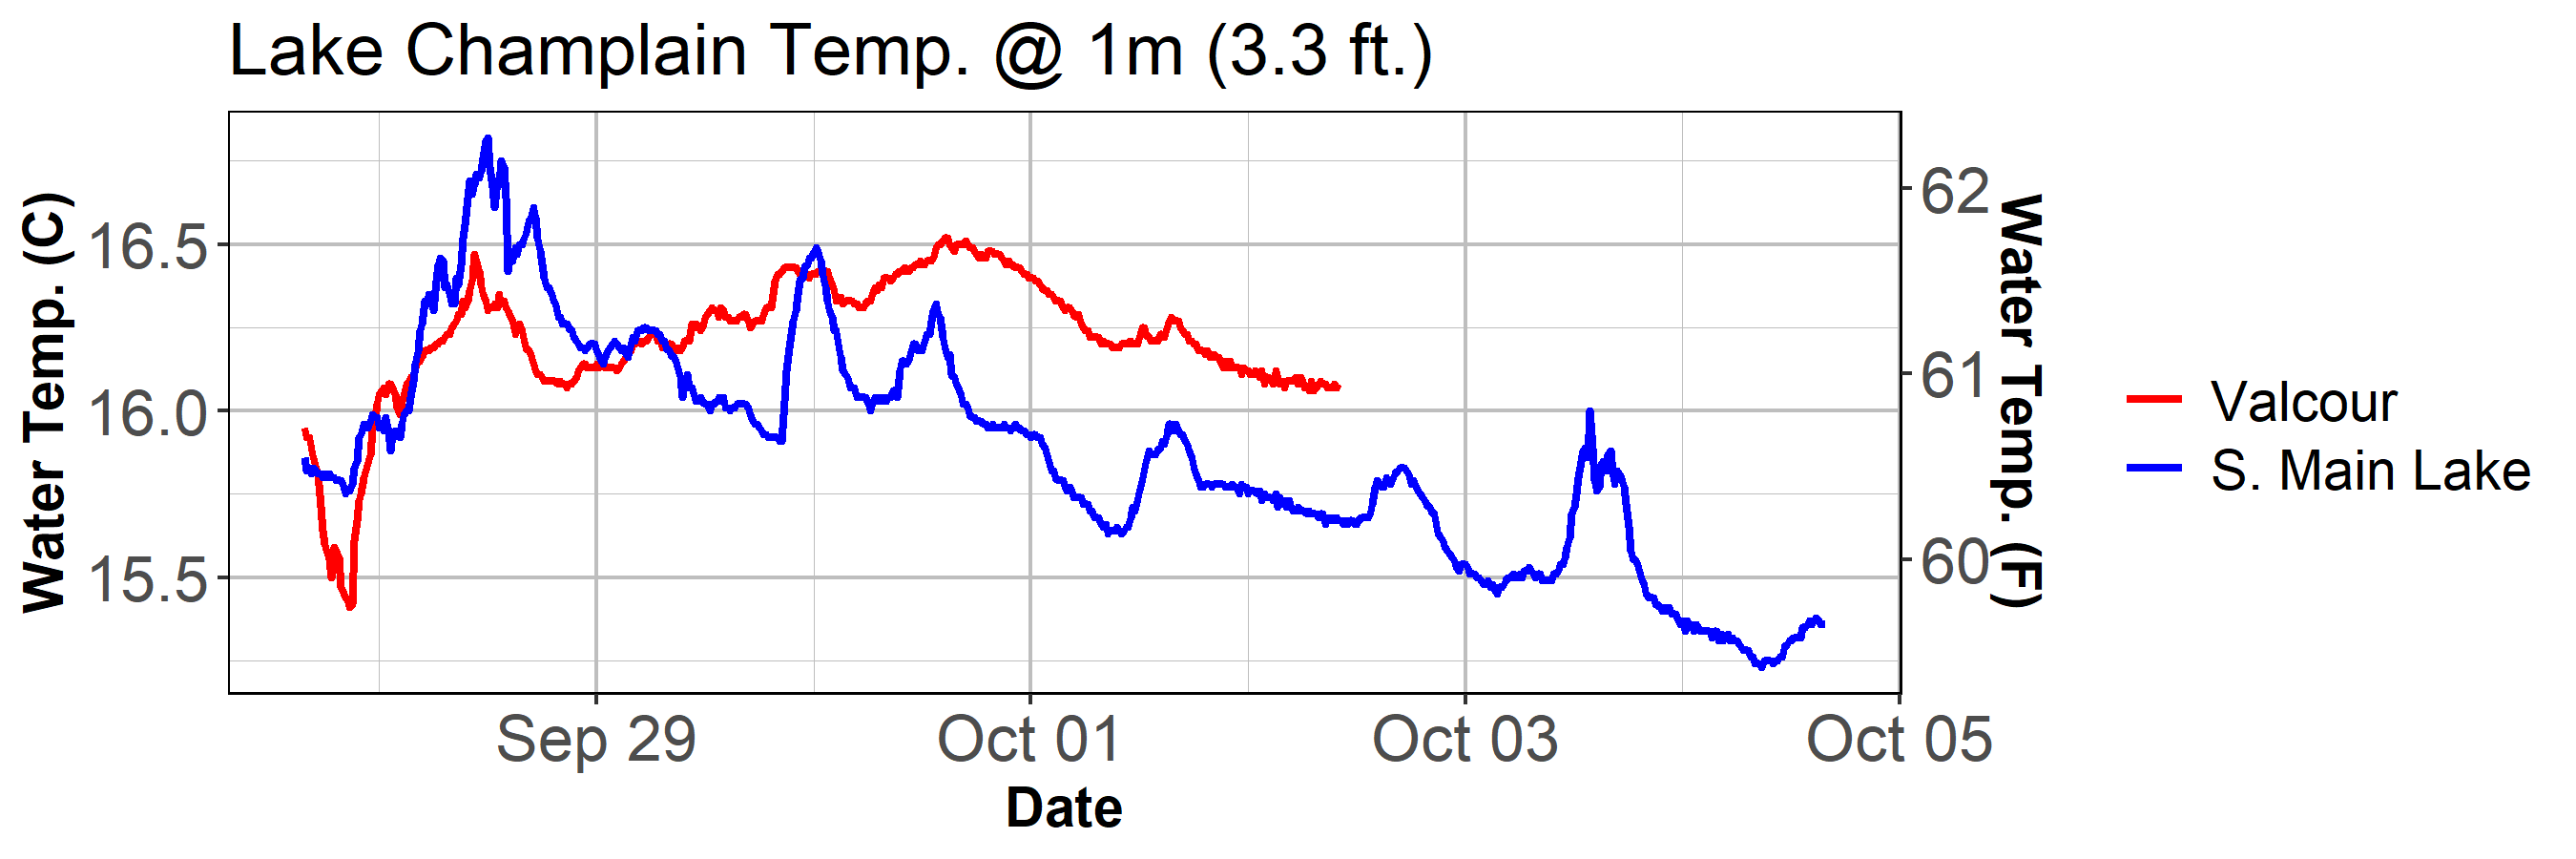 Lake Champlain Temp. @ 1m (3.3 ft.)
Water Temp. (C)
16.5
16.0
15.5
62
61
60
Water Temp. (F)
Sep 29
Oct 01
Oct 03
Oct 05
Date
Valcour
S. Main Lake